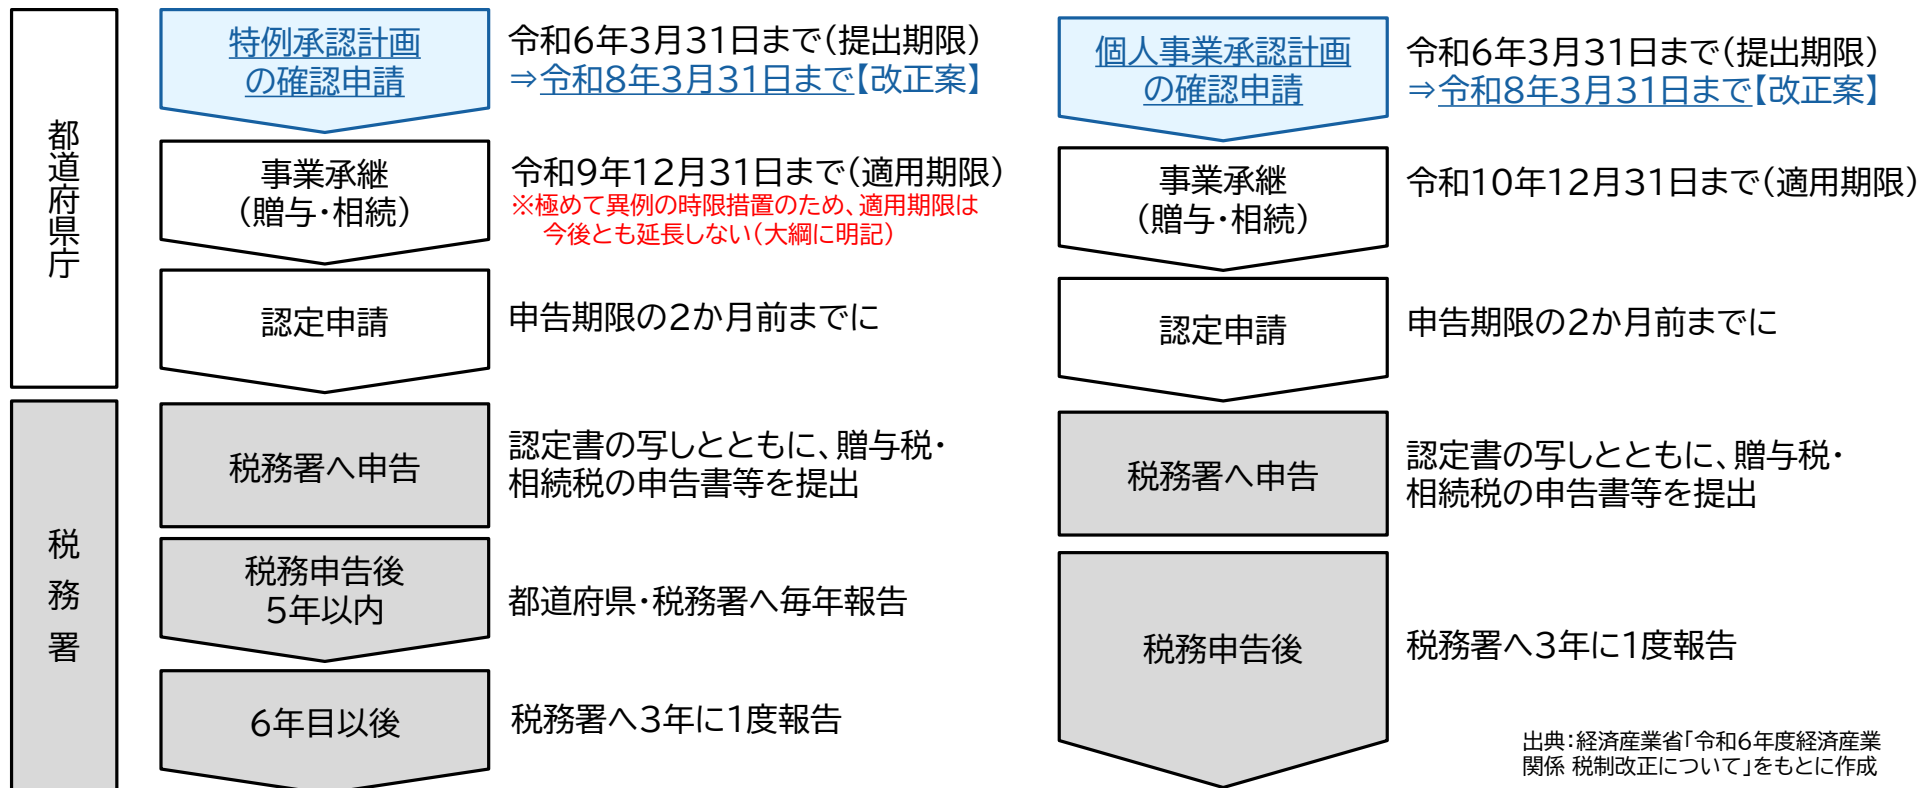 都道府県庁
特例承認計画
の確認申請
令和6年3月31日まで(提出期限)
⇒令和8年3月31日まで【改正案】
事業承継
(贈与・相続)
令和9年12月31日まで(適用期限)
※極めて異例の時限措置のため、適用期限は
今後とも延長しない(大綱に明記)
認定申請
申告期限の2か月前までに
税務署
税務署へ申告
認定書の写しとともに、贈与税・
相続税の申告書等を提出
税務申告後
5年以内
都道府県・税務署へ毎年報告
6年目以後
税務署へ3年に1度報告
個人事業承認計画
の確認申請
令和6年3月31日まで(提出期限)
⇒令和8年3月31日まで【改正案】
事業承継
(贈与・相続)
令和10年12月31日まで(適用期限)
認定申請
申告期限の2か月前までに
税務署へ申告
認定書の写しとともに、贈与税・
相続税の申告書等を提出
税務申告後
税務署へ3年に1度報告
出典:経済産業省「令和6年度経済産業
関係 税制改正について」をもとに作成